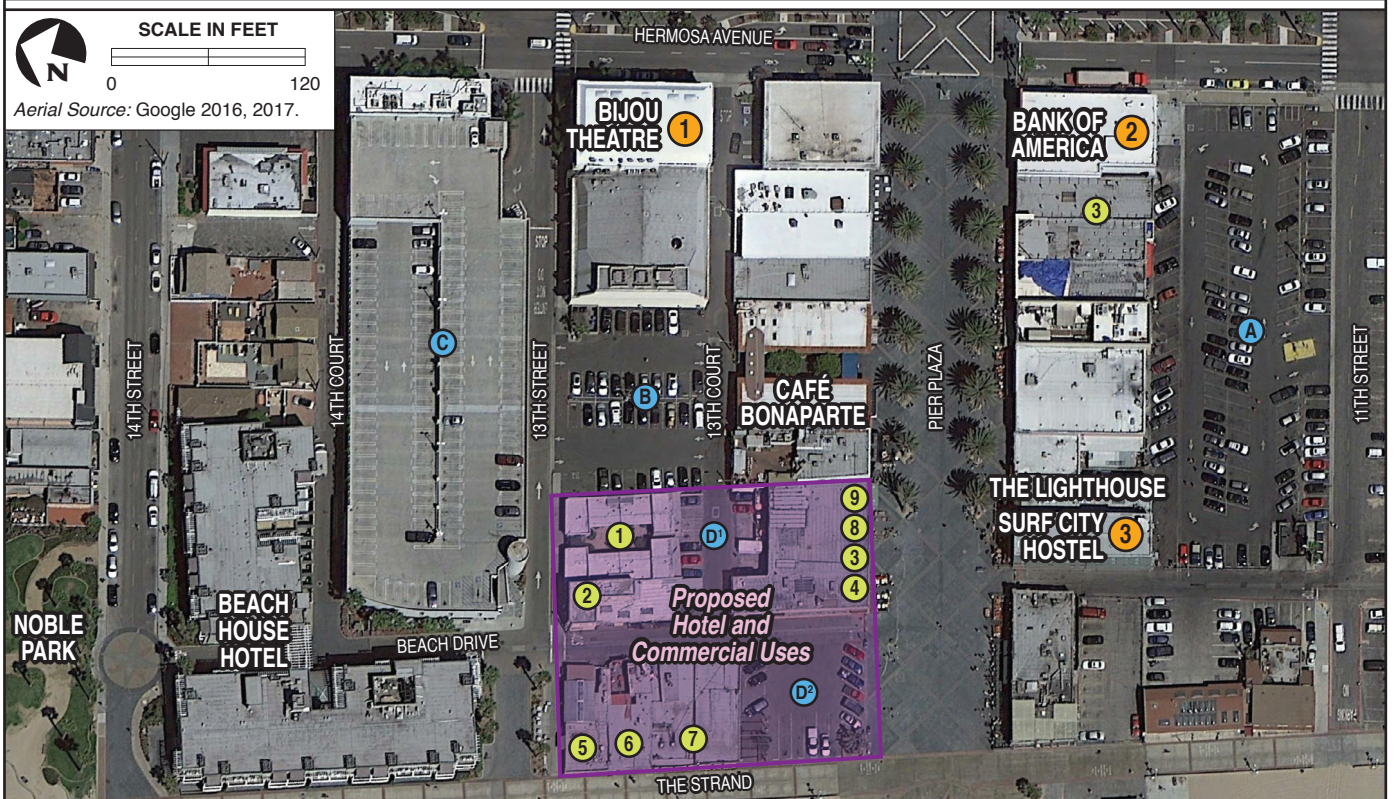 SCALE IN FEET
N
0 120
Aerial Source: Google 2016, 2017.
HERMOSA AVENUE
BIJOU
THEATRE
1
BANK OF
AMERICA
2
3
STOP
STOP
14TH STREET
14TH COURT
C
13TH STREET
B
13TH COURT
CAFÉ
BONAPARTE
PIER PLAZA
A
11TH STREET
THE LIGHTHOUSE
SURF CITY
HOSTEL
3
1
2
D¹
9
8
3
4
Proposed
Hotel and
Commercial Uses
D²
5
6
7
NOBLE
PARK
BEACH
HOUSE
HOTEL
BEACH DRIVE
THE STRAND